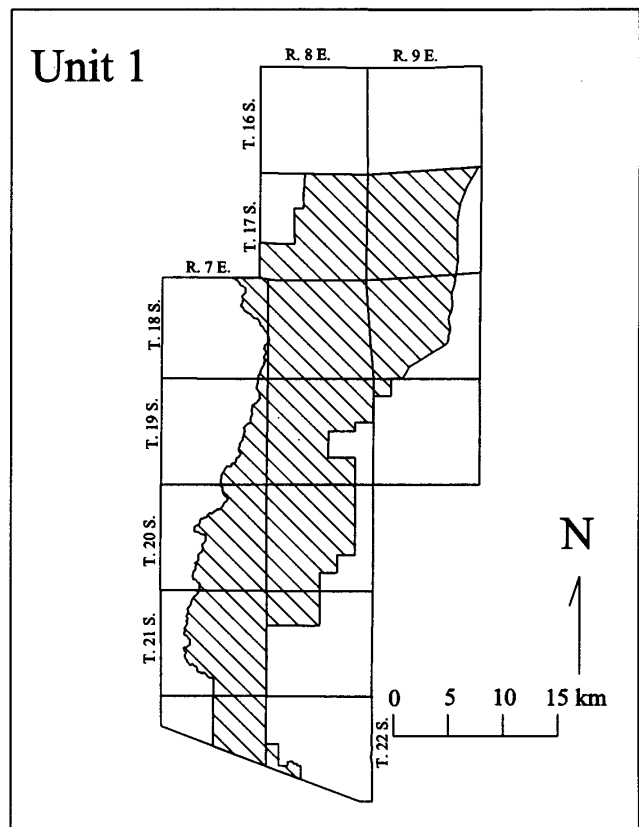 Unit 1
R. 8 E.
R. 9 E.
T. 16 S.
T. 17 S.
R. 7 E.
T. 18 S.
T. 19 S.
T. 20 S.
N
T. 21 S.
0 5 10 15 km
T. 22 S.